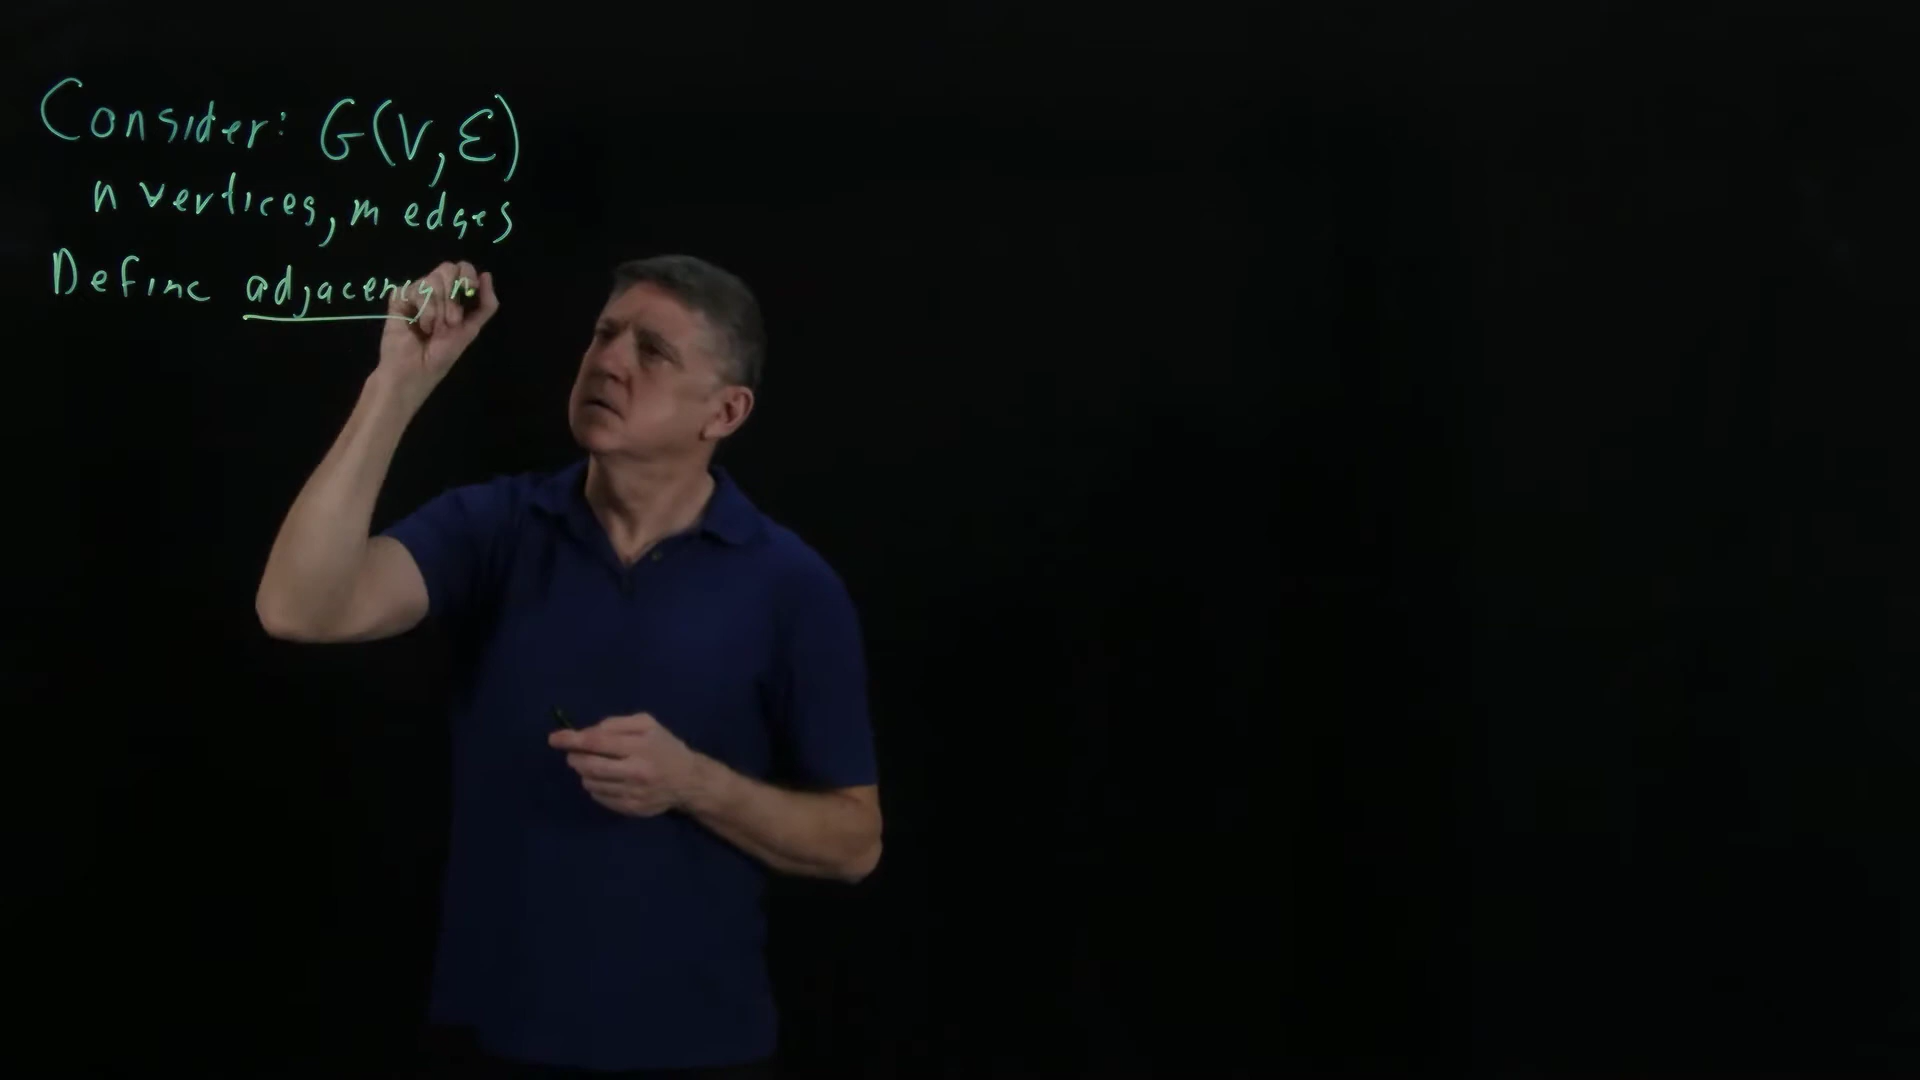 Consider: G(V,E)
n vertices, m edges
Define adjacency